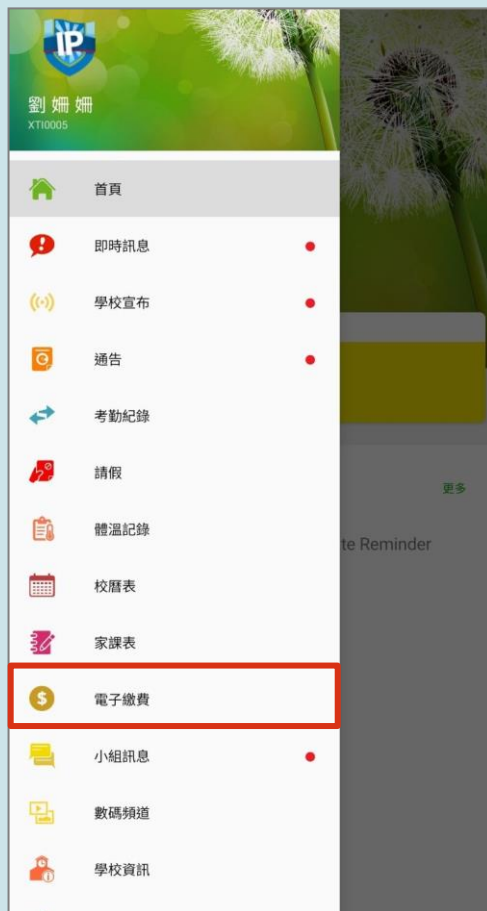 IP
劉 姍 姍
XTI0005
首頁
即時訊息
學校宣布
通告
考勤紀錄
請假
更多
體溫記錄
te Reminder
校曆表
家課表
電子繳費
小組訊息
數碼頻道
學校資訊